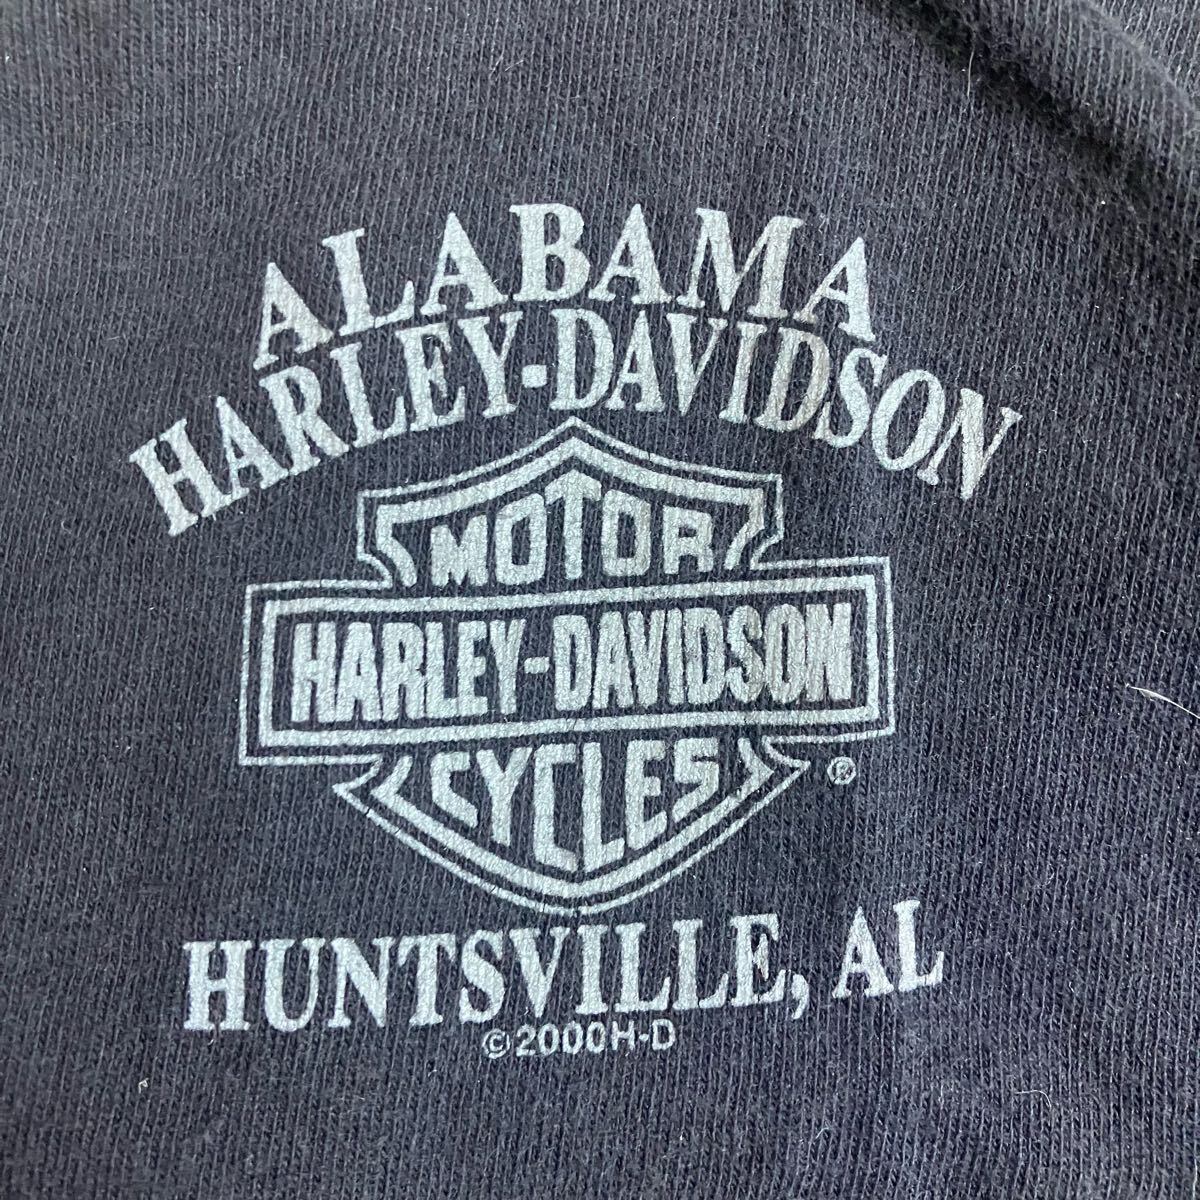 ALABAMA
HARLEY-DAVIDSON
MOTOR
HARLEY-DAVIDSON
CYCLES
®
HUNTSVILLE, AL
©2000H-D